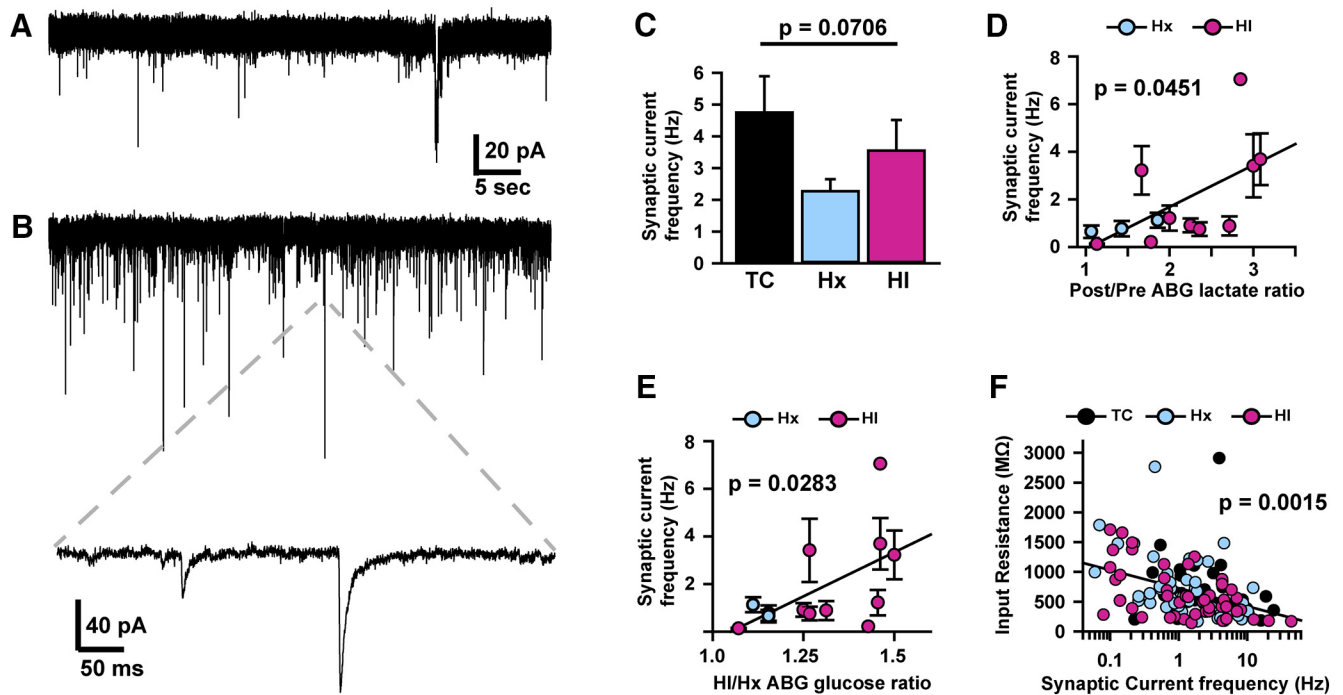 A
20 pA
5 sec
B
40 pA
50 ms
C
p = 0.0706
Synaptic current
frequency (Hz)
6
5
4
3
2
1
0
TC Hx HI
D
Hx HI
p = 0.0451
Synaptic current
frequency (Hz)
8
6
4
2
0
1 2 3
Post/Pre ABG lactate ratio
E
Hx HI
p = 0.0283
Synaptic current
frequency (Hz)
8
6
4
2
1.0 1.25 1.5
HI/Hx ABG glucose ratio
F
TC Hx HI
p = 0.0015
Input Resistance (MΩ)
3000
2500
2000
1500
1000
500
0
0.1 1 10
Synaptic Current frequency (Hz)